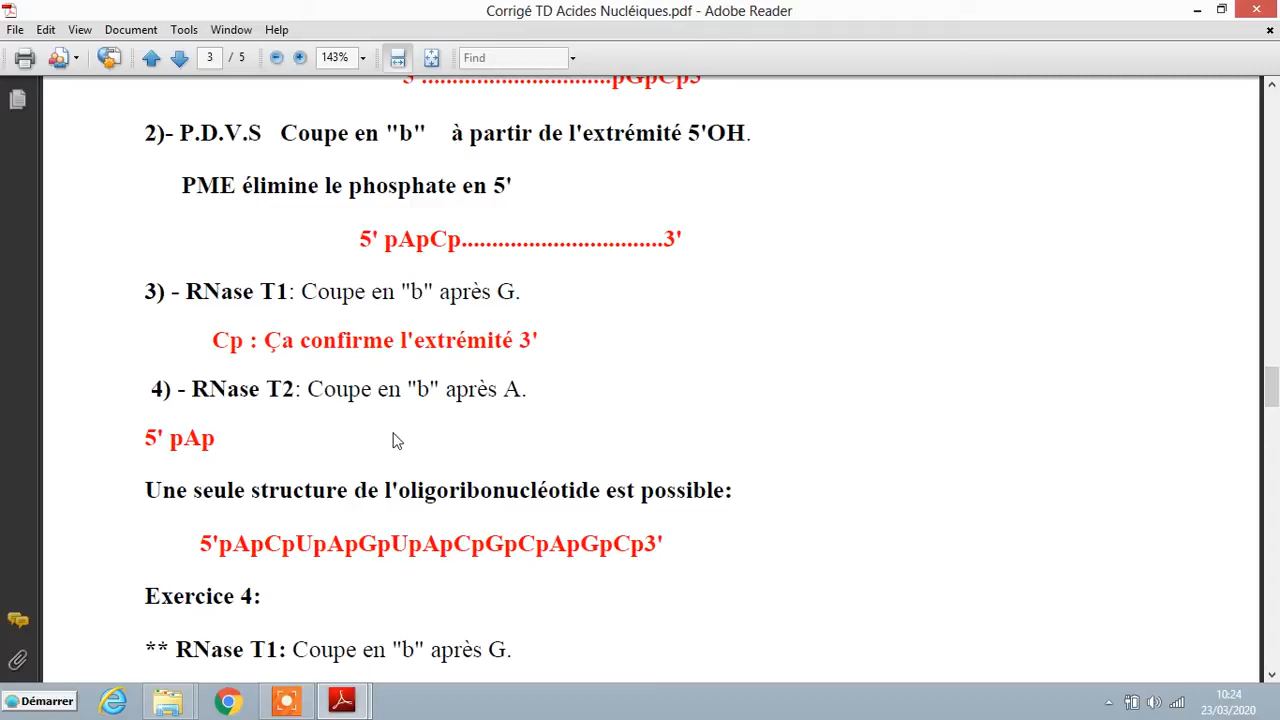 Corrigé TD Acides Nucléiques.pdf - Adobe Reader
File Edit View Document Tools Window Help
3 / 5 143% Find
5'...............................pGpCp3'
2)- P.D.V.S Coupe en "b" à partir de l'extrémité 5'OH.
PME élimine le phosphate en 5'
5' pApCp.................................3'
3) - RNase T1: Coupe en "b" après G.
Cp : Ça confirme l'extrémité 3'
4) - RNase T2: Coupe en "b" après A.
5' pAp
Une seule structure de l'oligoribonucléotide est possible:
5'pApCpUpApGpUpApCpGpCpApGpCp3'
Exercice 4:
** RNase T1: Coupe en "b" après G.
Démarrer
10:24
23/03/2020